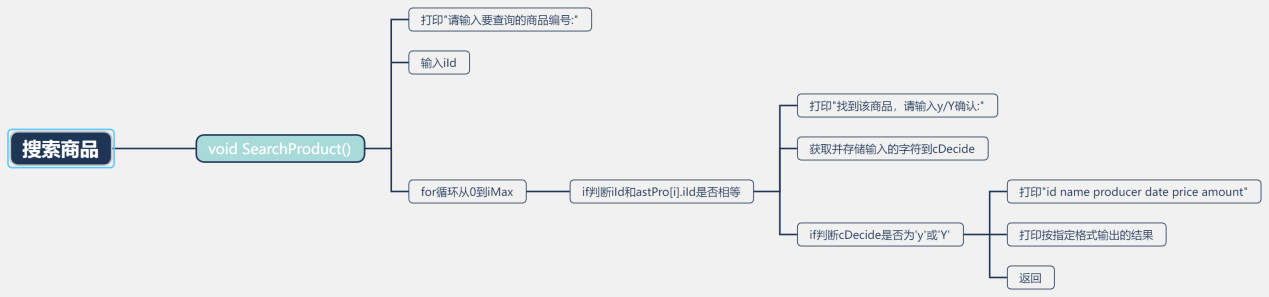 搜索商品
void SearchProduct()
打印"请输入要查询的商品编号:"
输入iId
for循环从0到iMax
if判断iId和astPro[i].iId是否相等
打印"找到该商品，请输入y/Y确认:"
获取并存储输入的字符到cDecide
if判断cDecide是否为'y'或'Y'
打印"id name producer date price amount"
打印按指定格式输出的结果
返回